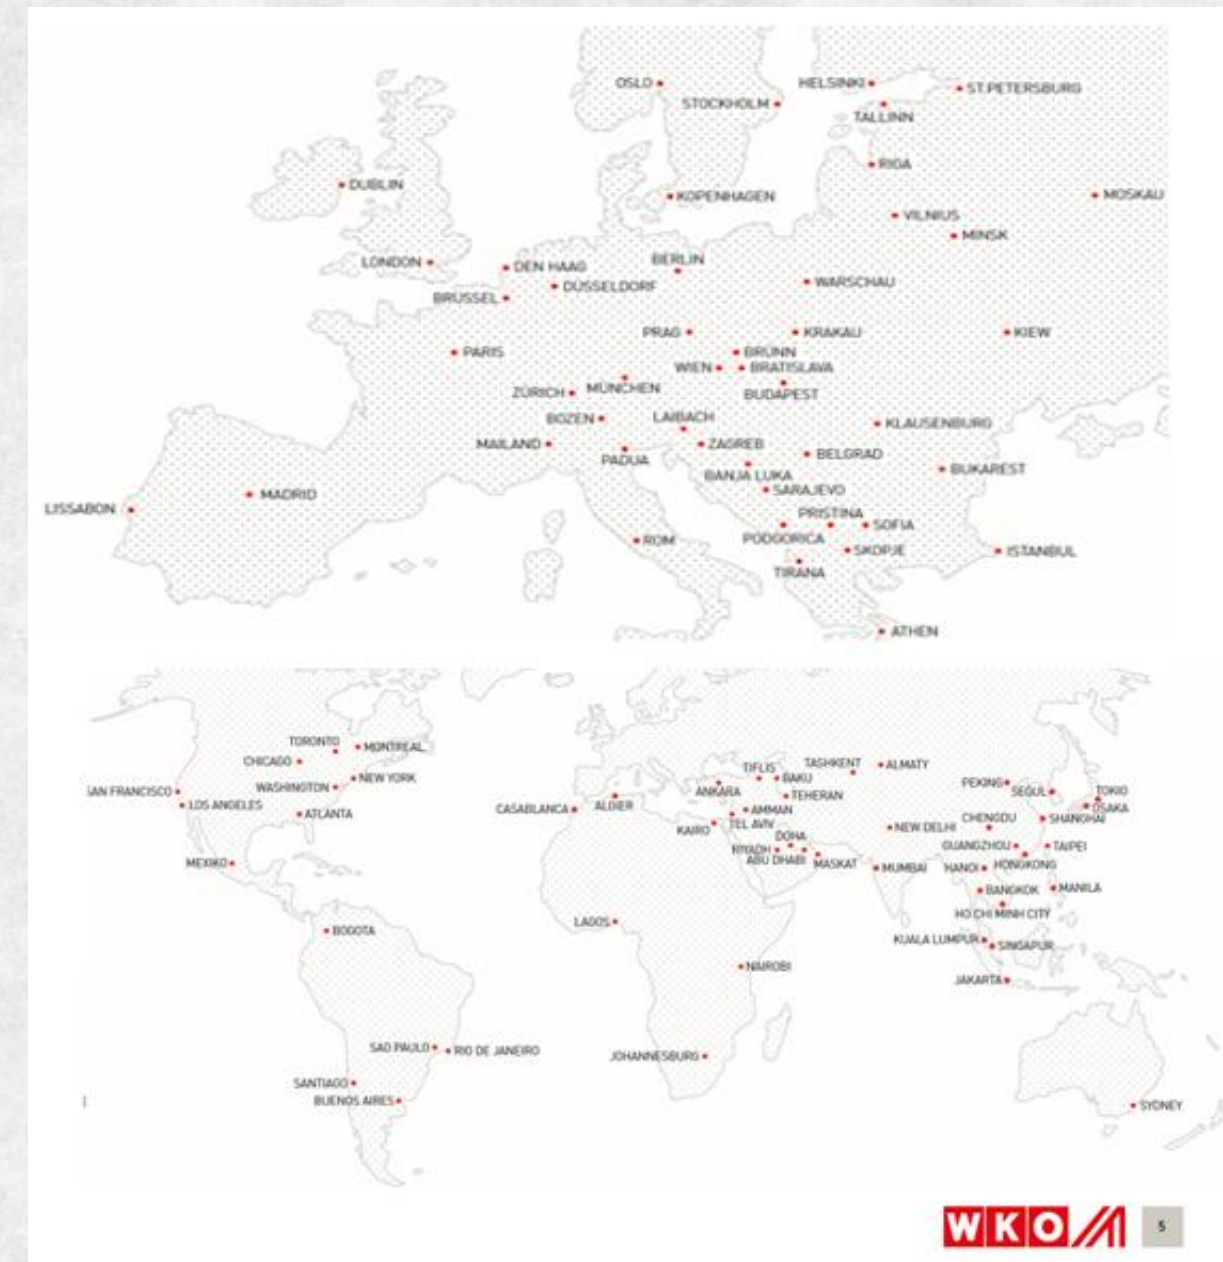 OSLO
HELSINKI
ST.PETERSBURG
STOCKHOLM
TALLINN
RIGA
DUBLIN
KOPENHAGEN
MOSKAU
VILNIUS
MINSK
LONDON
DEN HAAG
BERLIN
DÜSSELDORF
WARSCHAU
BRÜSSEL
PRAG
KRAKAU
KIEW
PARIS
BRÜNN
WIEN
BRATISLAVA
ZÜRICH
MÜNCHEN
BUDAPEST
BOZEN
LAIBACH
KLAUSENBURG
MAILAND
ZAGREB
PADUA
BELGRAD
BANJA LUKA
BUKAREST
LISSABON
MADRID
SARAJEVO
PRISTINA
SOFIA
PODGORICA
ROM
SKOPJE
ISTANBUL
TIRANA
ATHEN
TORONTO
MONTREAL
CHICAGO
NEW YORK
WASHINGTON
SAN FRANCISCO
LOS ANGELES
ATLANTA
MEXIKO
TIFLIS
TASHKENT
ALMATY
BAKU
ANKARA
TEHERAN
PEKING
SEOUL
TOKIO
OSAKA
CASABLANCA
ALGIER
AMMAN
TEL AVIV
KAIRO
NEW DELHI
CHENGDU
SHANGHAI
DOHA
RIYADH
ABU DHABI
MASKAT
MUMBAI
GUANGZHOU
TAIPEI
HANOI
HONGKONG
BANGKOK
MANILA
HO CHI MINH CITY
BOGOTA
LAGOS
KUALA LUMPUR
SINGAPUR
NAIROBI
JAKARTA
SAO PAULO
RIO DE JANEIRO
JOHANNESBURG
SANTIAGO
BUENOS AIRES
SYDNEY
WKO
5